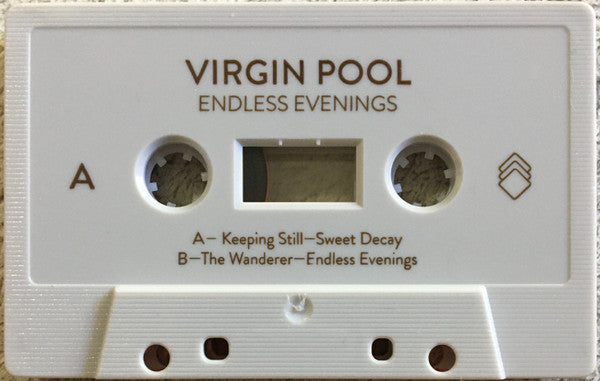 VIRGIN POOL
ENDLESS EVENINGS
A
A— Keeping Still—Sweet Decay
B—The Wanderer—Endless Evenings